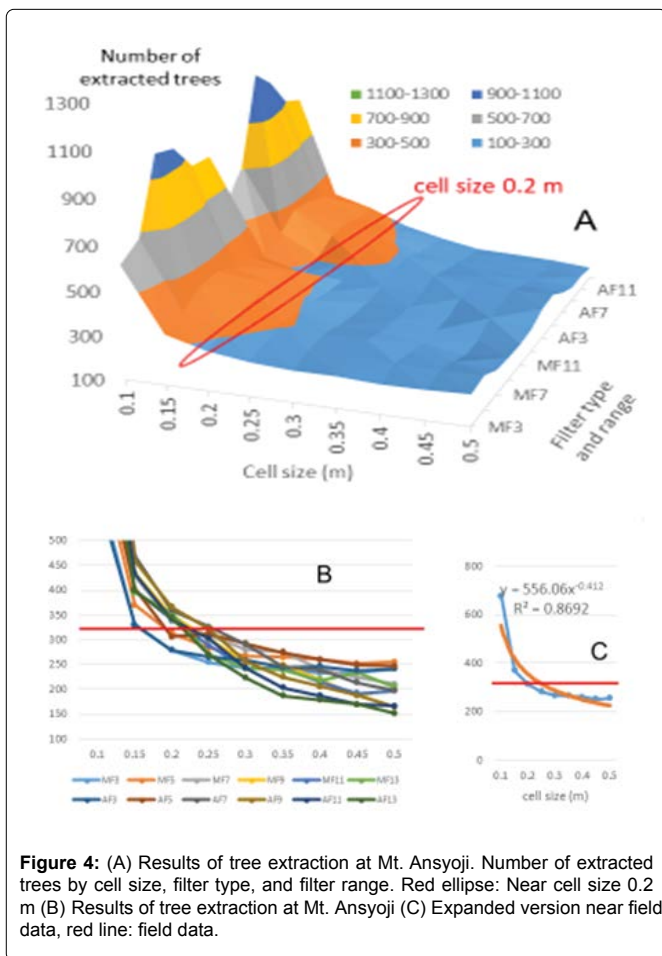 Number of
extracted trees
1300
1100
900
700
500
300
100
1100-1300
900-1100
700-900
500-700
300-500
100-300
cell size 0.2 m
A
0.1
0.15
0.2
0.25
0.3
0.35
0.4
0.45
0.5
Cell size (m)
MF3
MF7
MF11
AF3
AF7
AF11
Filter type
and range
500
450
400
350
300
250
200
150
100
B
0.1 0.15 0.2 0.25 0.3 0.35 0.4 0.45 0.5
MF3 MF5 MF7 MF9 MF11 MF13
AF3 AF5 AF7 AF9 AF11 AF13
800
600
400
200
0
y = 556.06x-0.412
R² = 0.8692
C
0.1 0.2 0.3 0.4 0.5
cell size (m)
Figure 4: (A) Results of tree extraction at Mt. Ansyoji. Number of extracted
trees by cell size, filter type, and filter range. Red ellipse: Near cell size 0.2
m (B) Results of tree extraction at Mt. Ansyoji (C) Expanded version near field
data, red line: field data.